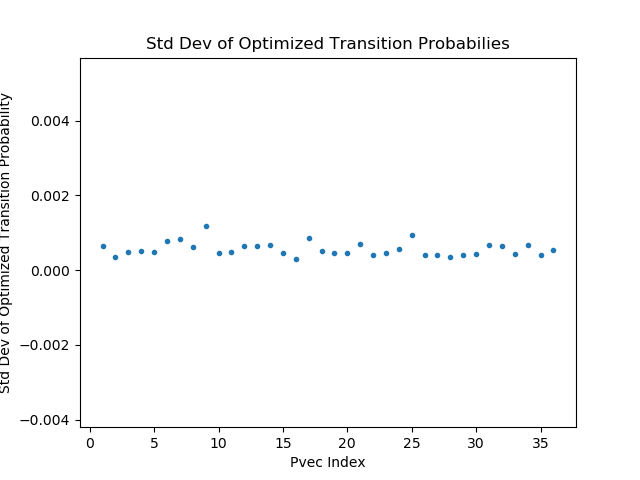 Std Dev of Optimized Transition Probabilies
Std Dev of Optimized Transition Probability
0.004
0.002
0.000
−0.002
−0.004
0 5 10 15 20 25 30 35
Pvec Index